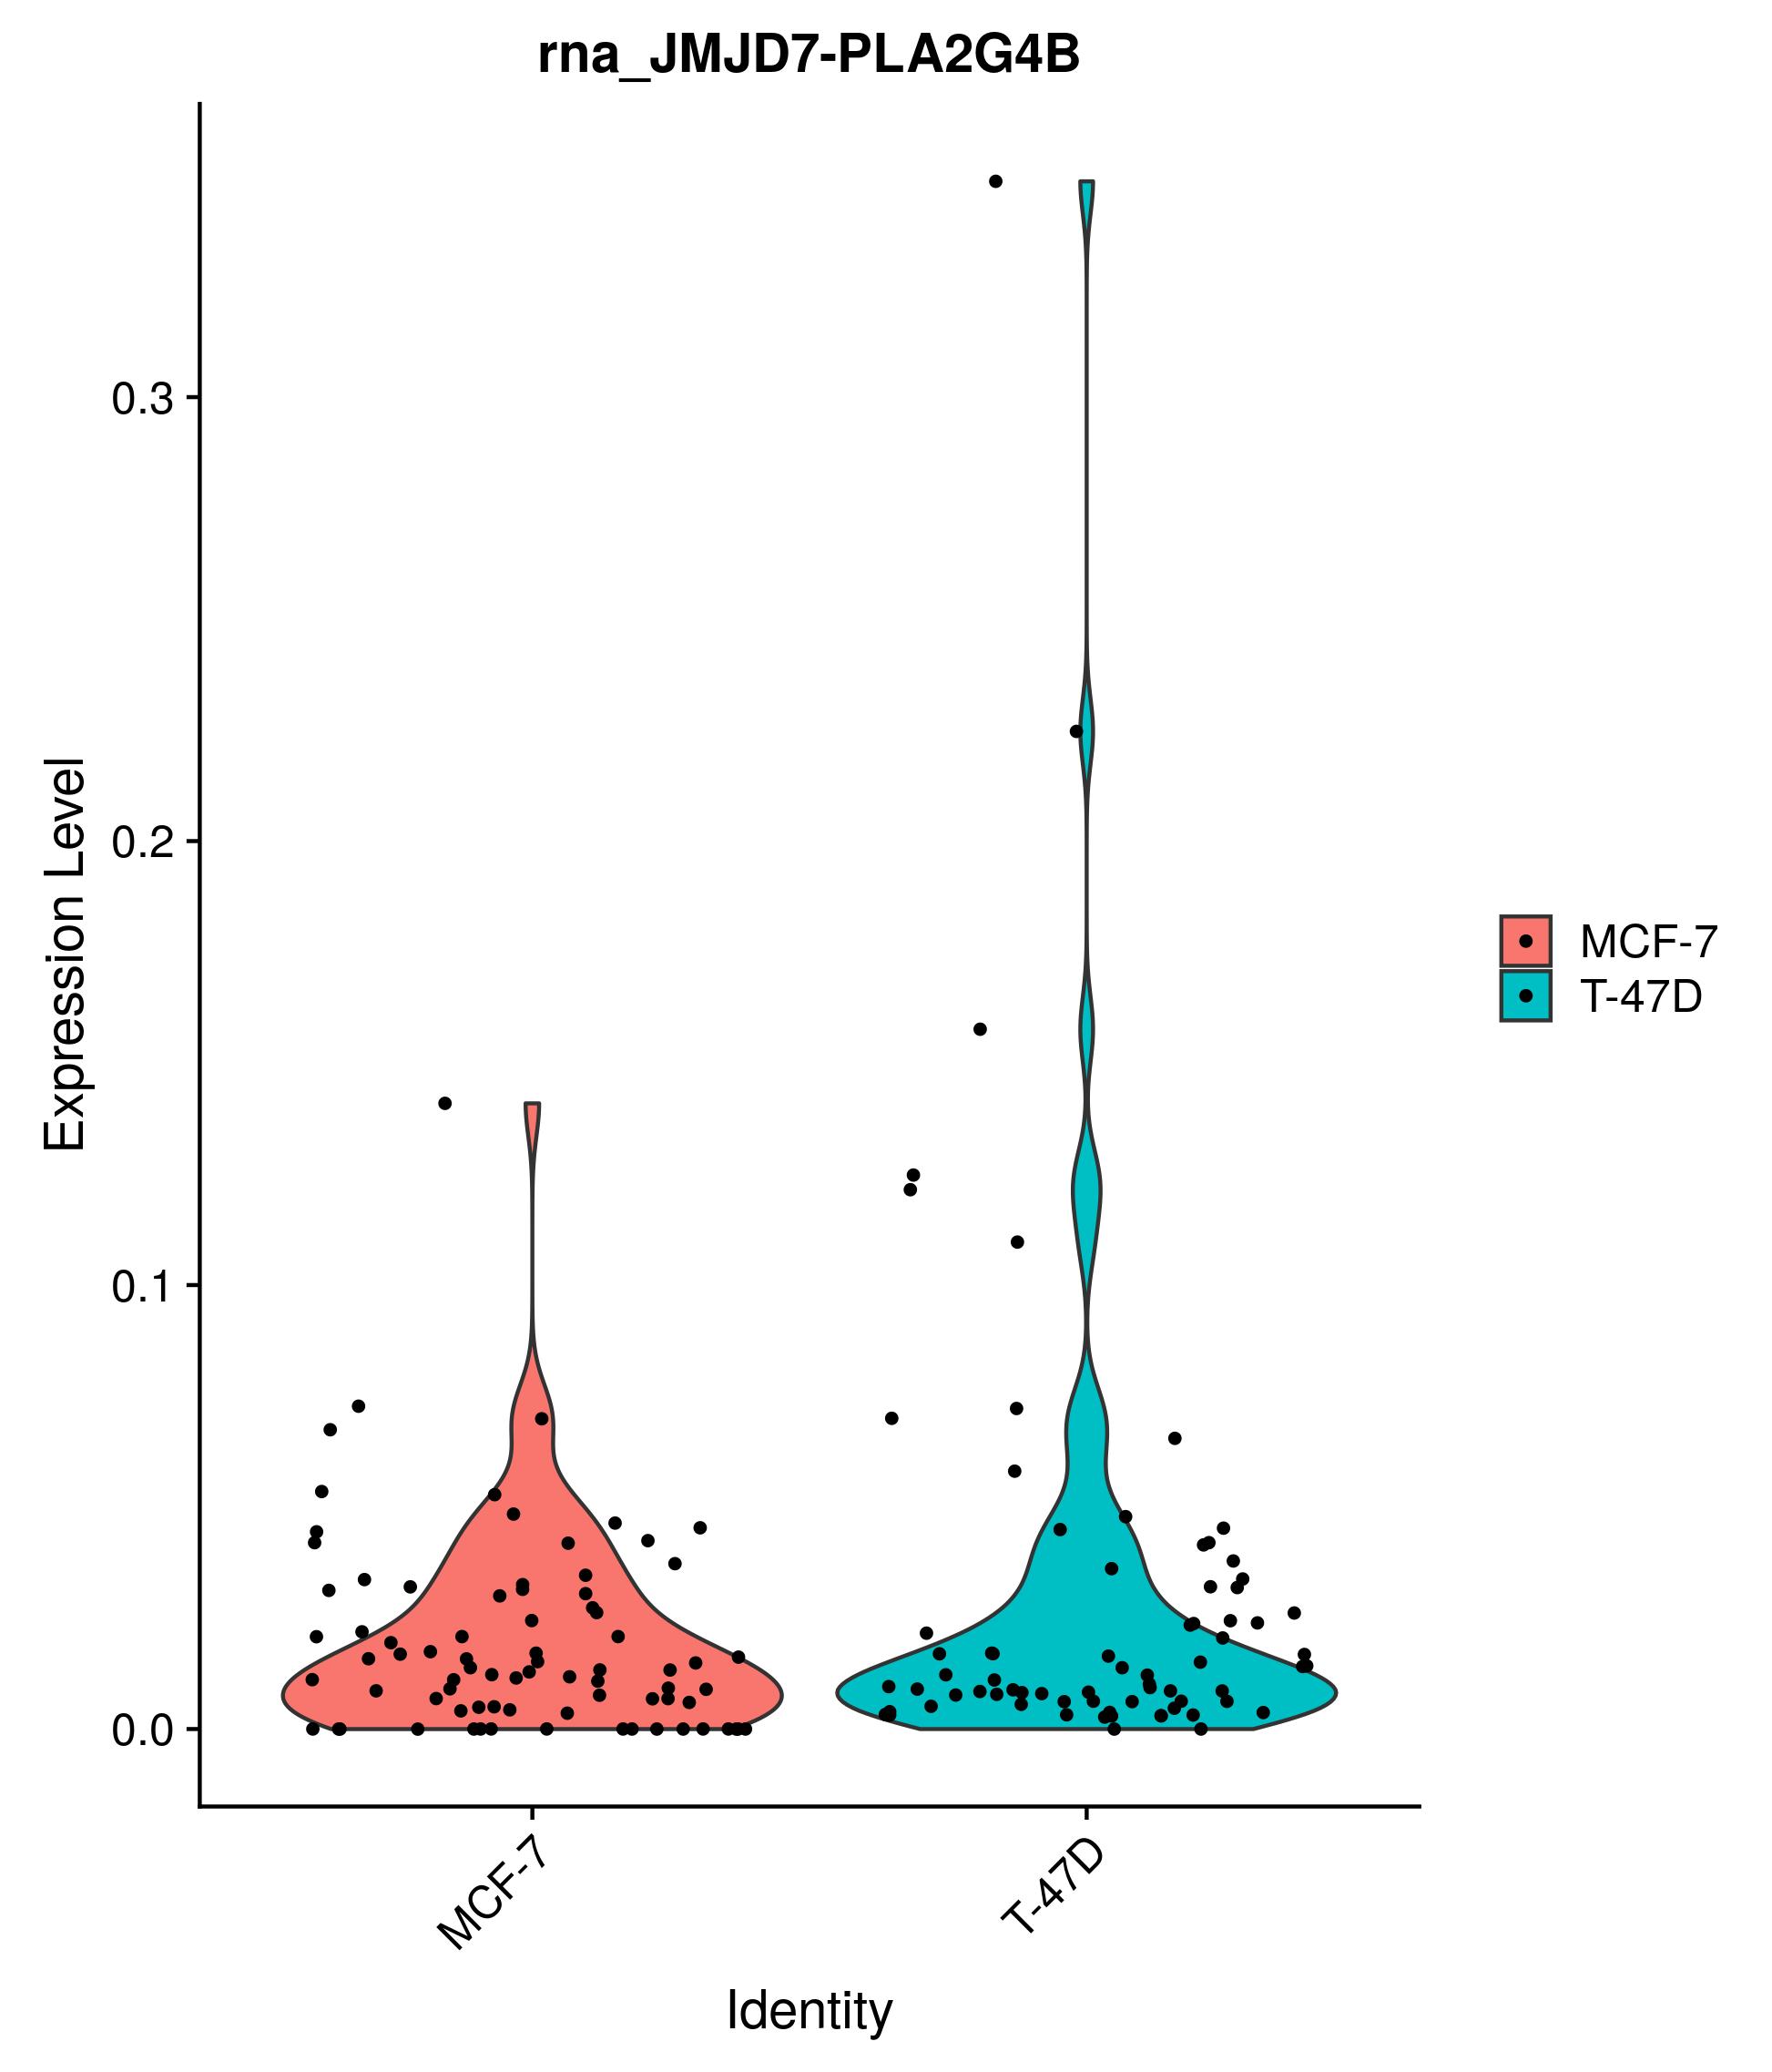 rna_JMJD7-PLA2G4B
Expression Level
0.3
0.2
0.1
0.0
MCF-7
T-47D
Identity
MCF-7
T-47D